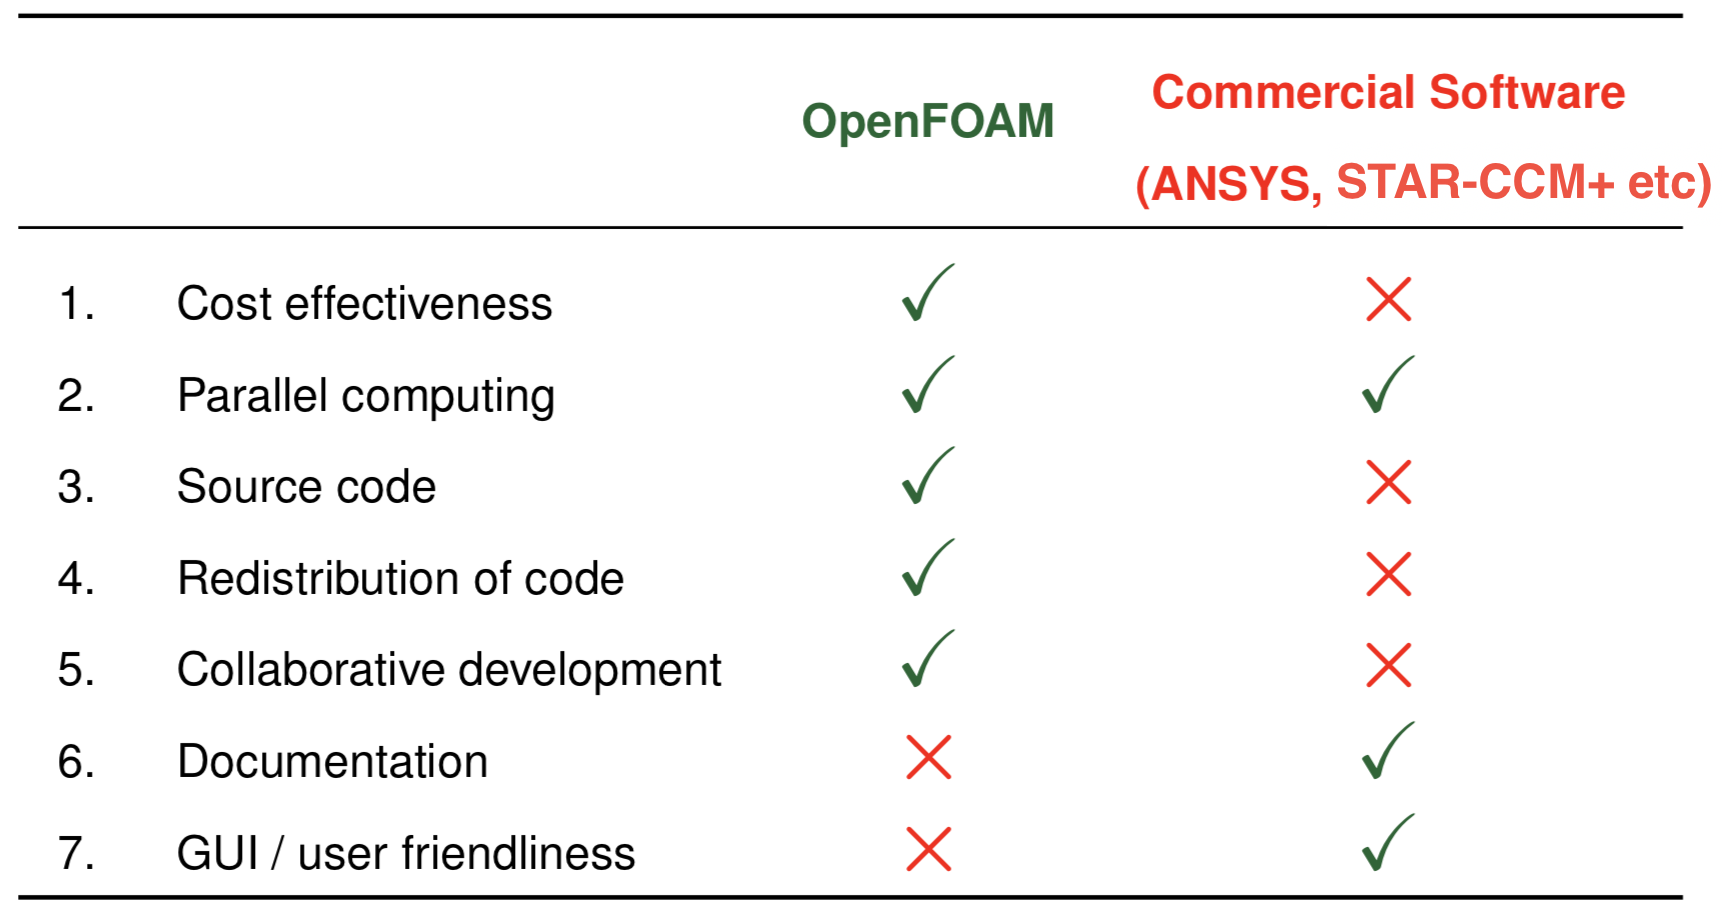 OpenFOAM
Commercial Software
(ANSYS, STAR-CCM+ etc)
1. Cost effectiveness ✓ ✗
2. Parallel computing ✓ ✓
3. Source code ✓ ✗
4. Redistribution of code ✓ ✗
5. Collaborative development ✓ ✗
6. Documentation ✗ ✓
7. GUI / user friendliness ✗ ✓